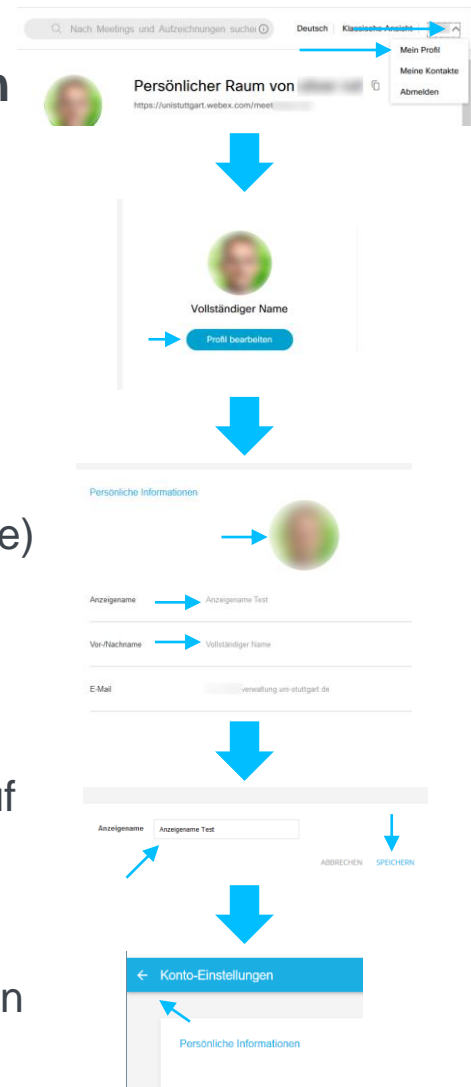 Nach Meetings und Aufzeichnungen suchen
Deutsch
Klassische Ansicht
Mein Profil
Meine Kontakte
Abmelden
n
Persönlicher Raum von
https://unistuttgart.webex.com/meet
Vollständiger Name
Profil bearbeiten
Persönliche Informationen
e)
Anzeigename Anzeigename Test
Vor-/Nachname Vollständiger Name
E-Mail verwaltung.uni-stuttgart.de
uf
Anzeigename Anzeigename Test
ABBRECHEN SPEICHERN
n
Konto-Einstellungen
Persönliche Informationen